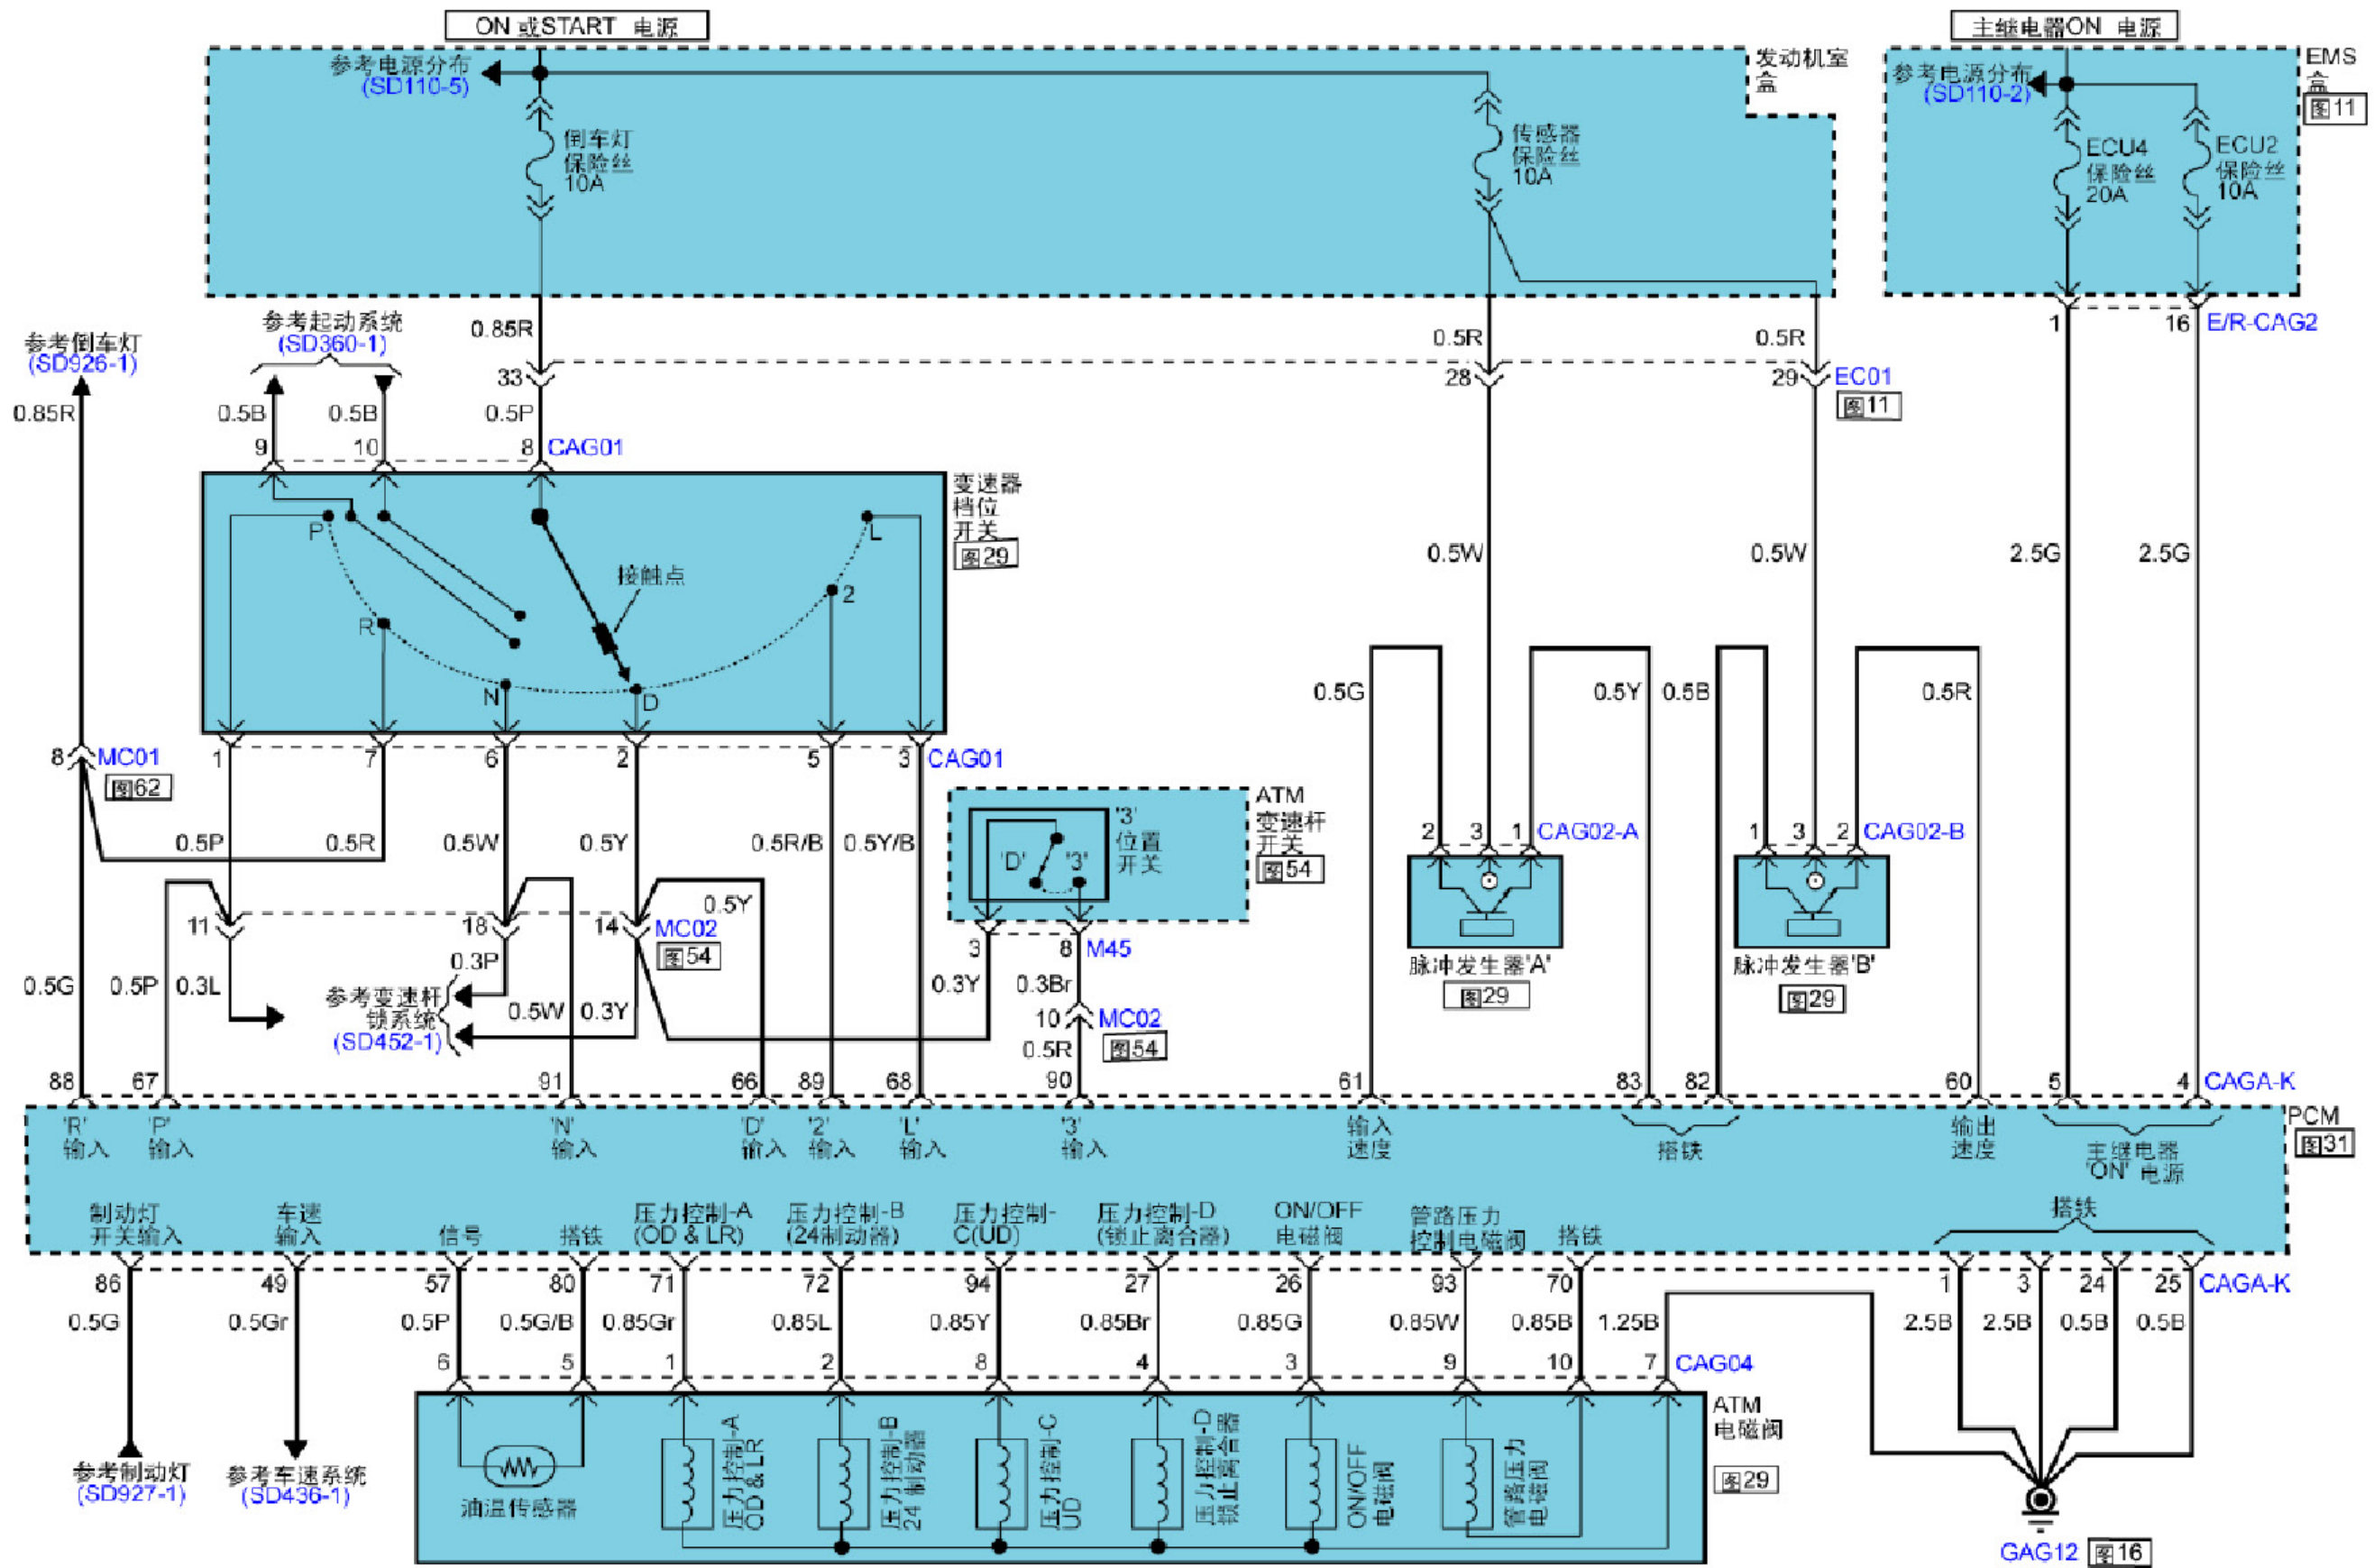 ON 或START 电源
主继电器ON 电源
参考电源分布
(SD110-5)
发动机室
盒
参考电源分布
(SD110-2)
EMS
盒
图11
倒车灯
保险丝
10A
传感器
保险丝
10A
ECU4
保险丝
20A
ECU2
保险丝
10A
参考倒车灯
(SD926-1)
参考起动系统
(SD360-1)
0.85R
0.5R
0.5R
1
16
E/R-CAG2
33
28
29
EC01
图11
0.85R
0.5B
0.5B
0.5P
9
10
8
CAG01
变速器
档位
开关
图29
P
L
接触点
2
R
N
D
0.5W
0.5W
2.5G
2.5G
0.5G
0.5Y
0.5B
0.5R
8
MC01
图62
1
7
6
2
5
3
CAG01
ATM
变速杆
开关
图54
'3'
位置
开关
'D'
'3'
0.5P
0.5R
0.5W
0.5Y
0.5R/B
0.5Y/B
2
3
1
CAG02-A
1
3
2
CAG02-B
0.5Y
11
18
14
MC02
图54
3
8
M45
脉冲发生器'A'
图29
脉冲发生器'B'
图29
0.5G
0.5P
0.3L
0.3P
参考变速杆
锁系统
(SD452-1)
0.5W
0.3Y
0.3Y
0.3Br
10
MC02
图54
0.5R
88
67
91
66
89
68
90
61
83
82
60
5
4
CAGA-K
PCM
图31
'R'
输入
'P'
输入
'N'
输入
'D'
输入
'2'
输入
'L'
输入
'3'
输入
输入
速度
搭铁
输出
速度
主继电器
'ON' 电源
制动灯
开关输入
车速
输入
信号
搭铁
压力控制-A
(OD & LR)
压力控制-B
(24制动器)
压力控制-
C(UD)
压力控制-D
(锁止离合器)
ON/OFF
电磁阀
管路压力
控制电磁阀
搭铁
搭铁
86
49
57
80
71
72
94
27
26
93
70
1
3
24
25
CAGA-K
0.5G
0.5Gr
0.5P
0.5G/B
0.85Gr
0.85L
0.85Y
0.85Br
0.85G
0.85W
0.85B
1.25B
2.5B
2.5B
0.5B
0.5B
6
5
1
2
8
4
3
9
10
7
CAG04
ATM
电磁阀
图29
参考制动灯
(SD927-1)
参考车速系统
(SD436-1)
油温传感器
压力控制-A
OD & LR
压力控制-B
24 制动器
压力控制-C
UD
压力控制-D
锁止离合器
ON/OFF
电磁阀
管路压力
电磁阀
GAG12
图16